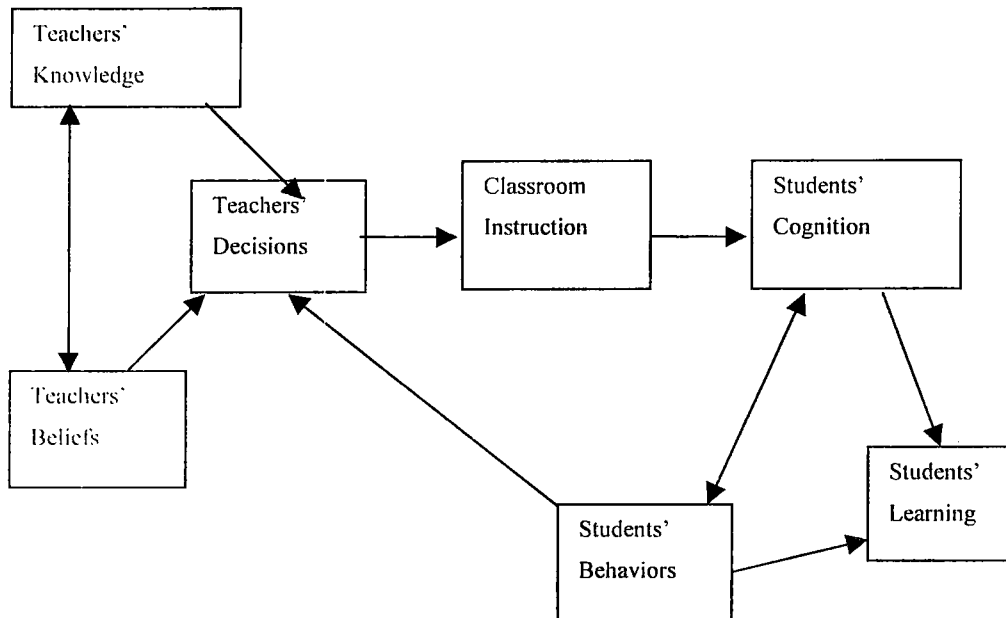 Teachers'
Knowledge
Teachers'
Decisions
Classroom
Instruction
Students'
Cognition
Teachers'
Beliefs
Students'
Learning
Students'
Behaviors